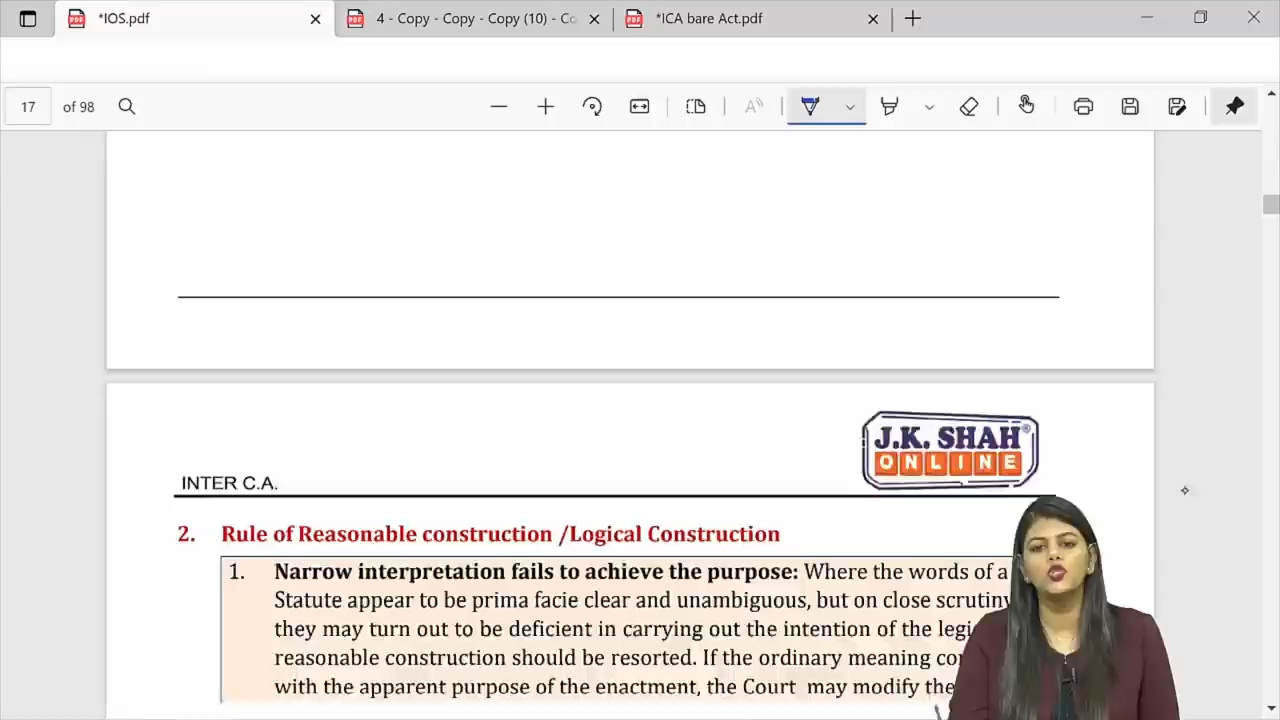 *IOS.pdf
4 - Copy - Copy - Copy (10) - Co
*ICA bare Act.pdf
17 of 98
J.K. SHAH®
ONLINE
INTER C.A.
2. Rule of Reasonable construction /Logical Construction
1. Narrow interpretation fails to achieve the purpose: Where the words of a
Statute appear to be prima facie clear and unambiguous, but on close scrutiny
they may turn out to be deficient in carrying out the intention of the legi
reasonable construction should be resorted. If the ordinary meaning con
with the apparent purpose of the enactment, the Court may modify the